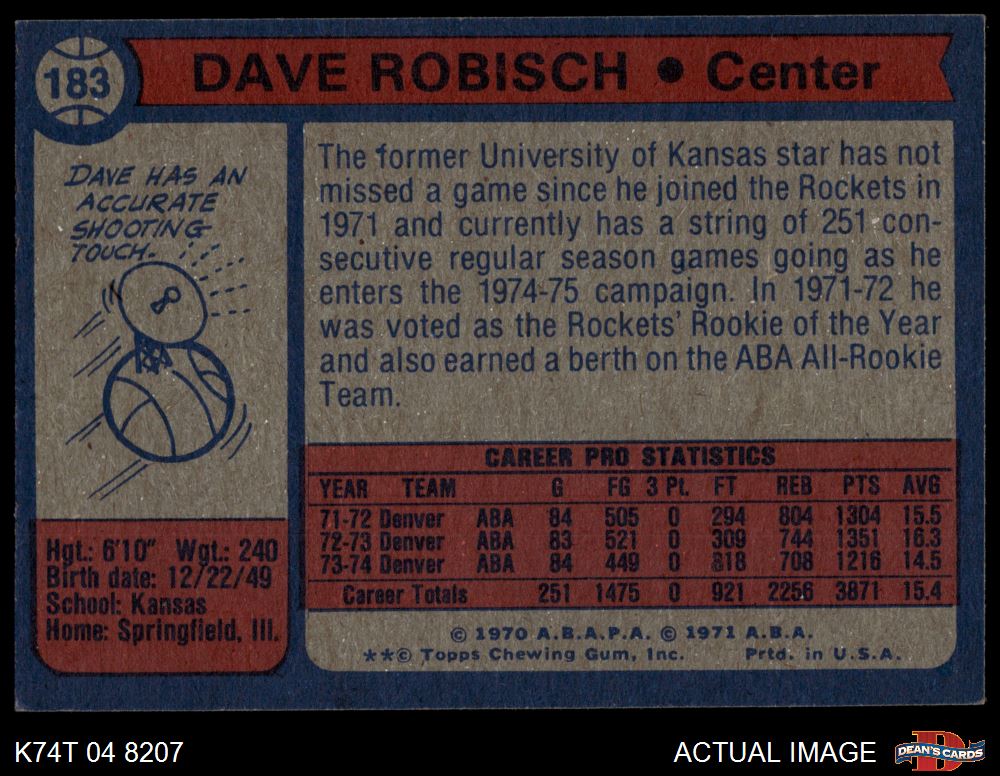 183
DAVE ROBISCH • Center
DAVE HAS AN
ACCURATE
SHOOTING
TOUCH.
8
The former University of Kansas star has not
missed a game since he joined the Rockets in
1971 and currently has a string of 251 con-
secutive regular season games going as he
enters the 1974-75 campaign. In 1971-72 he
was voted as the Rockets' Rookie of the Year
and also earned a berth on the ABA All-Rookie
Team.
CAREER PRO STATISTICS
YEAR TEAM G FG 3 Pt. FT REB PTS AVG
71-72 Denver ABA 84 505 0 294 804 1304 15.5
72-73 Denver ABA 83 521 0 309 744 1351 16.3
73-74 Denver ABA 84 449 0 318 708 1216 14.5
Career Totals 251 1475 0 921 2256 3871 15.4
Hgt.: 6'10" Wgt.: 240
Birth date: 12/22/49
School: Kansas
Home: Springfield, Ill.
© 1970 A.B.A.P.A. © 1971 A.B.A.
**© Topps Chewing Gum, Inc. Prtd. in U.S.A.
K74T 04 8207
ACTUAL IMAGE
D
DEAN'S CARDS